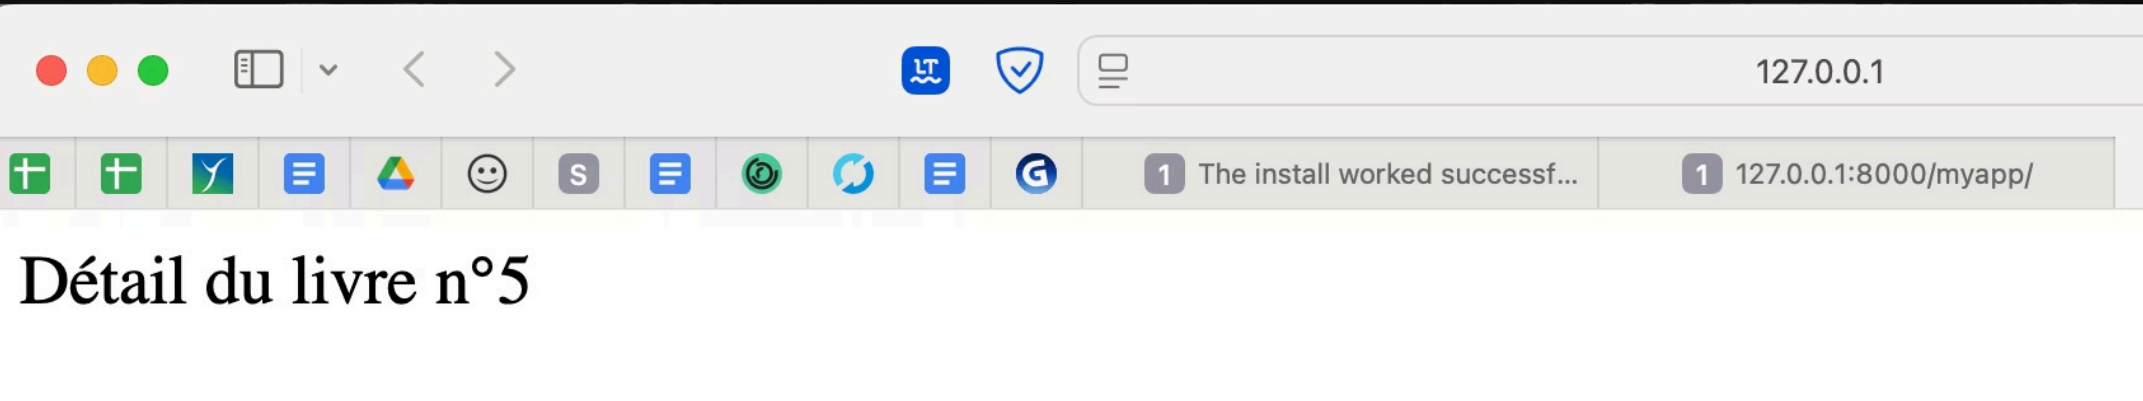 LT
127.0.0.1
S
1 The install worked successf...
1 127.0.0.1:8000/myapp/
Détail du livre n°5